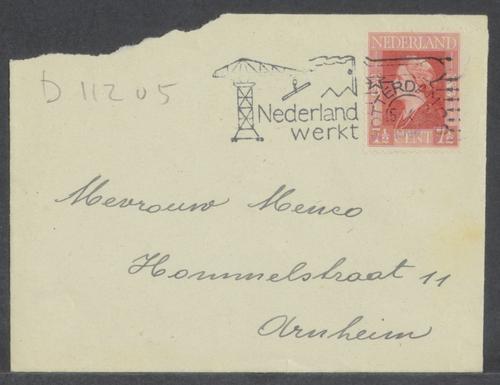 D 11205
NEDERLAND
Nederland
werkt
7½ CENT 7½
Mevrouw Menco
Hommelstraat 11
Arnheim